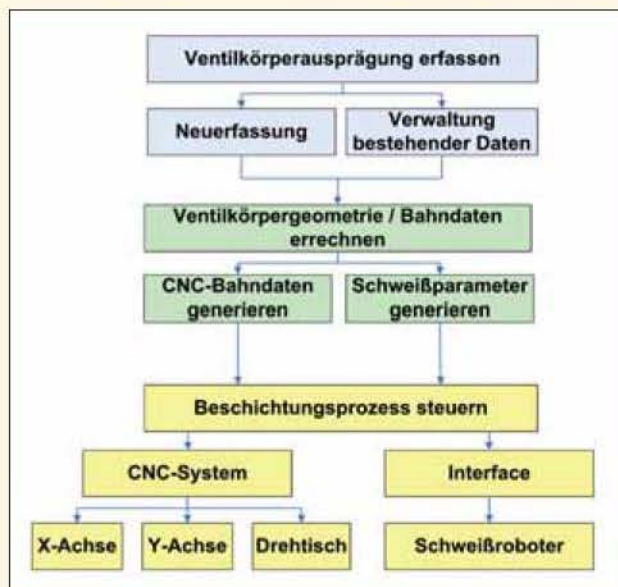 Ventilkörperausprägung erfassen
Neuerfassung
Verwaltung
bestehender Daten
Ventilkörpergeometrie / Bahndaten
errechnen
CNC-Bahndaten
generieren
Schweißparameter
generieren
Beschichtungsprozess steuern
CNC-System
Interface
X-Achse
Y-Achse
Drehtisch
Schweißroboter